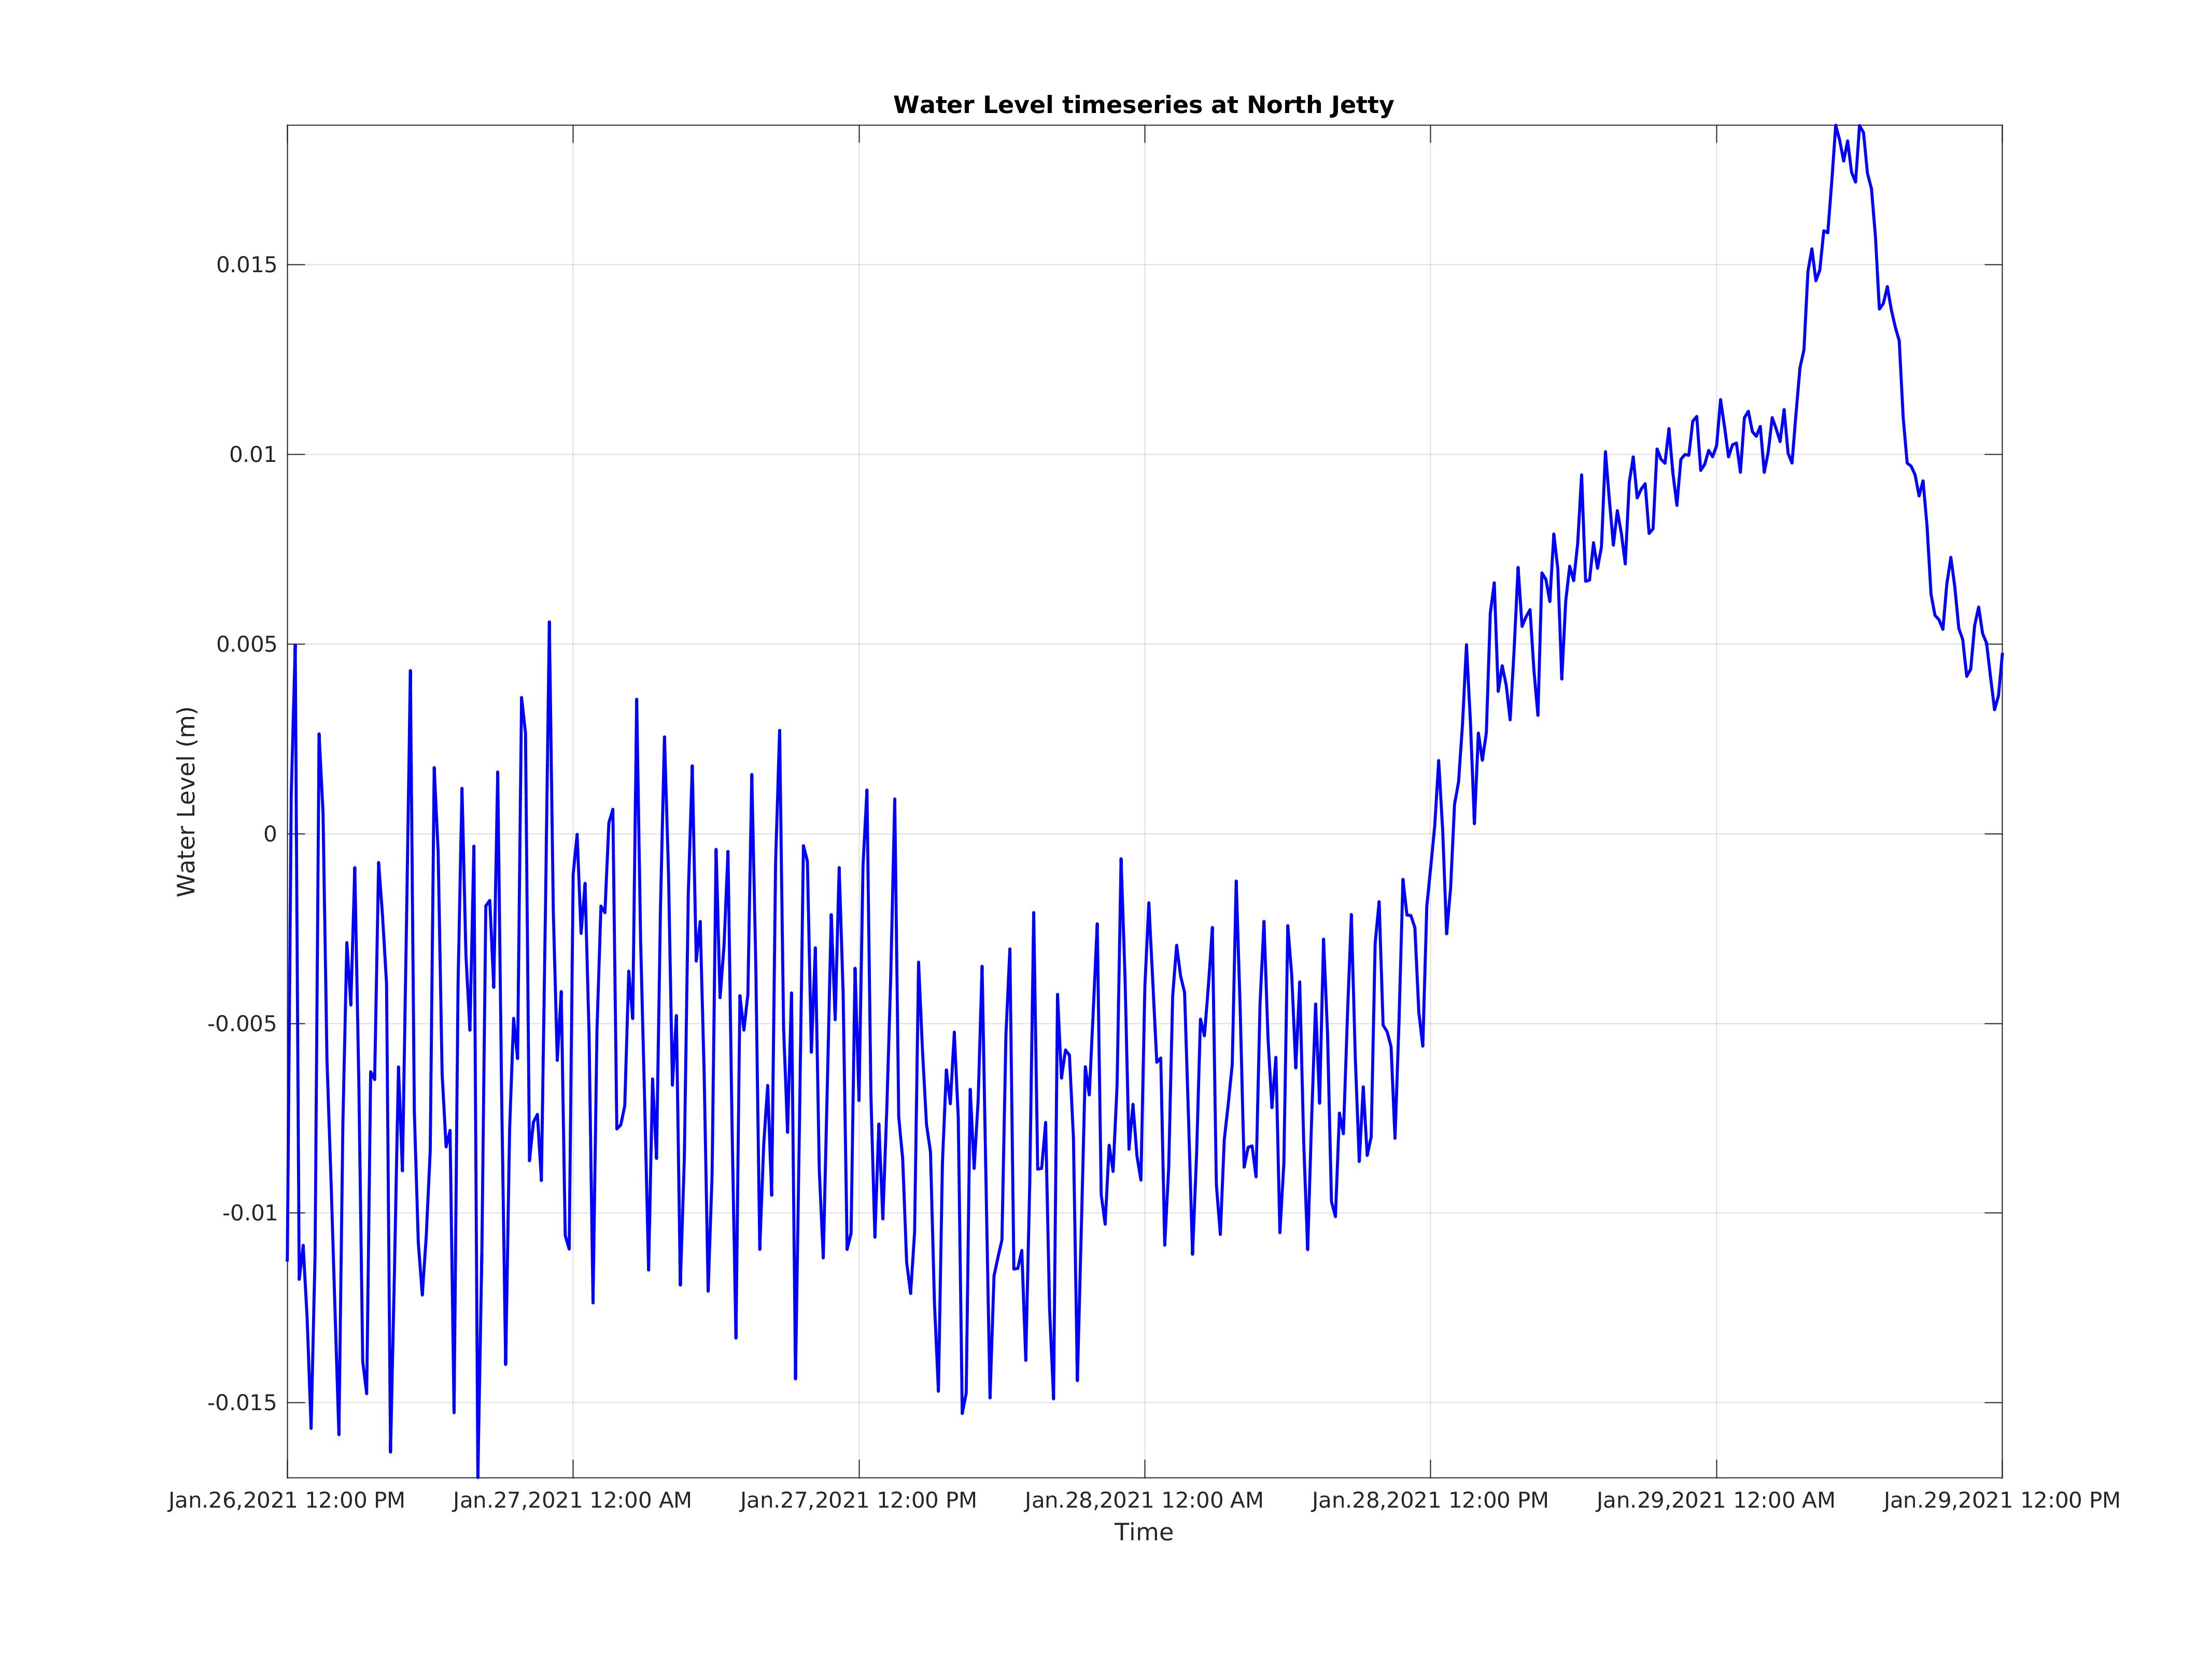 Water Level timeseries at North Jetty
0.015
0.01
0.005
0
-0.005
-0.01
-0.015
Water Level (m)
Jan.26,2021 12:00 PM
Jan.27,2021 12:00 AM
Jan.27,2021 12:00 PM
Jan.28,2021 12:00 AM
Jan.28,2021 12:00 PM
Jan.29,2021 12:00 AM
Jan.29,2021 12:00 PM
Time